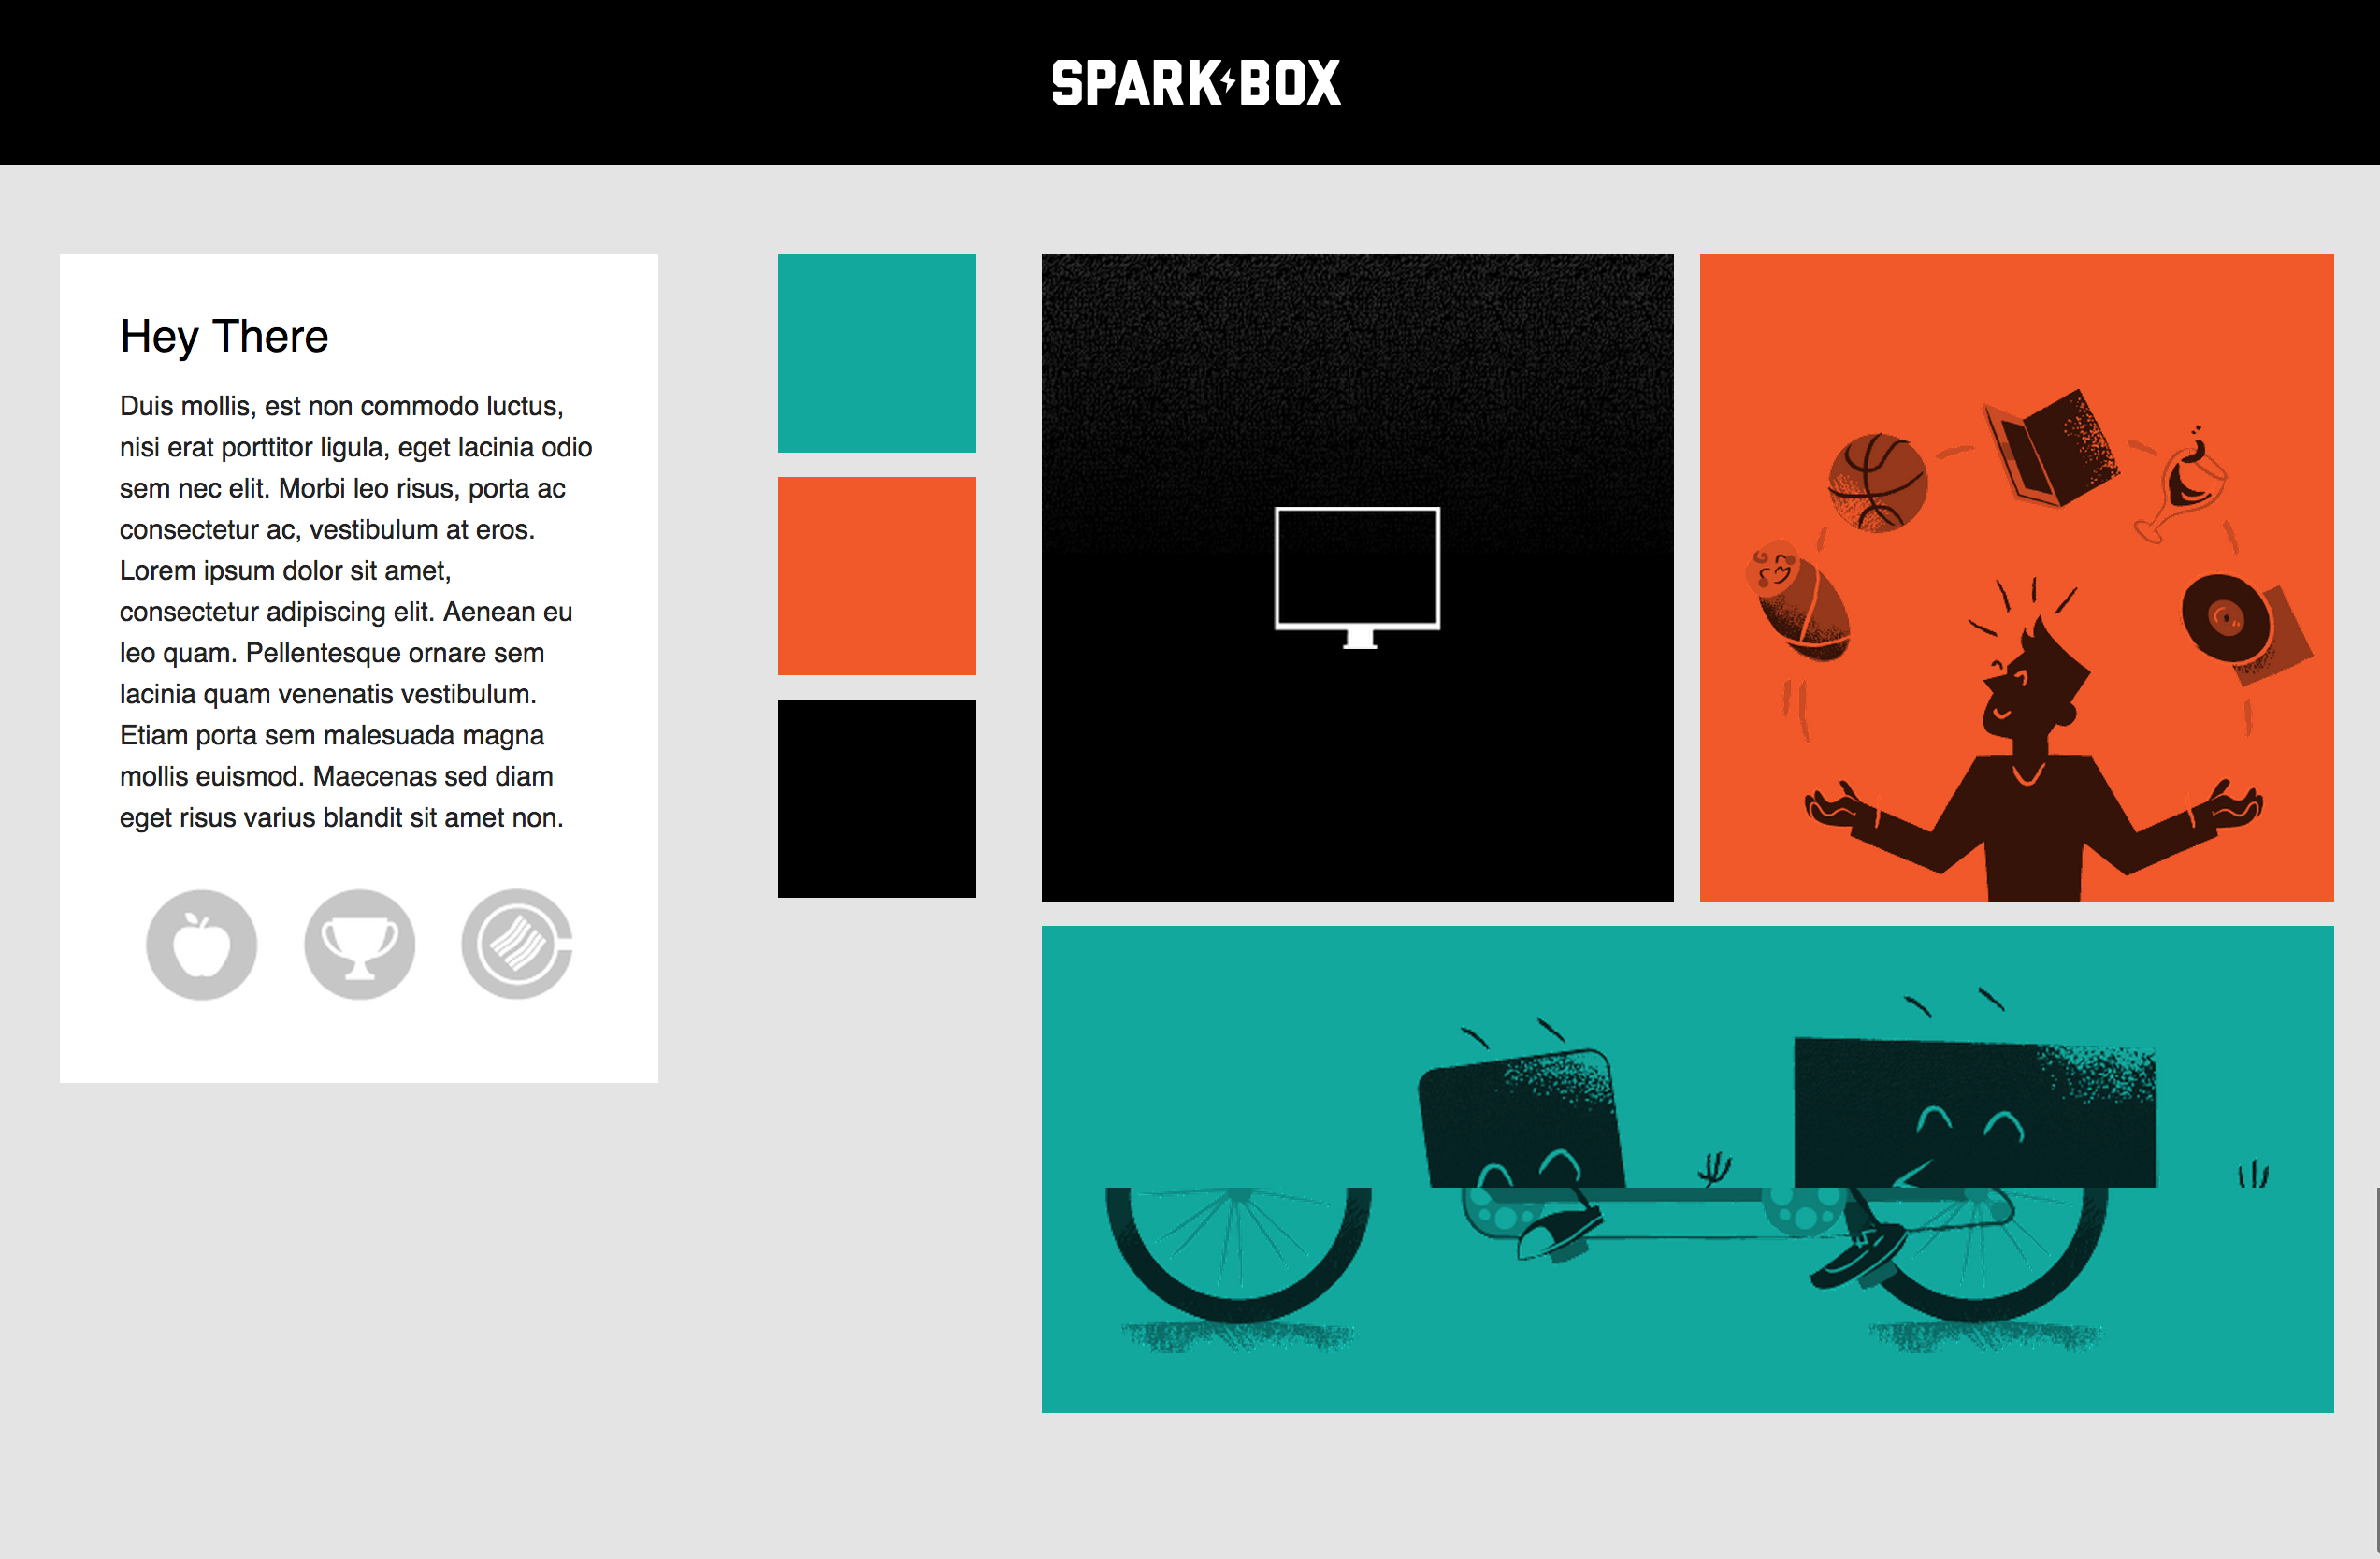 SPARK BOX
Hey There
Duis mollis, est non commodo luctus,
nisi erat porttitor ligula, eget lacinia odio
sem nec elit. Morbi leo risus, porta ac
consectetur ac, vestibulum at eros.
Lorem ipsum dolor sit amet,
consectetur adipiscing elit. Aenean eu
leo quam. Pellentesque ornare sem
lacinia quam venenatis vestibulum.
Etiam porta sem malesuada magna
mollis euismod. Maecenas sed diam
eget risus varius blandit sit amet non.